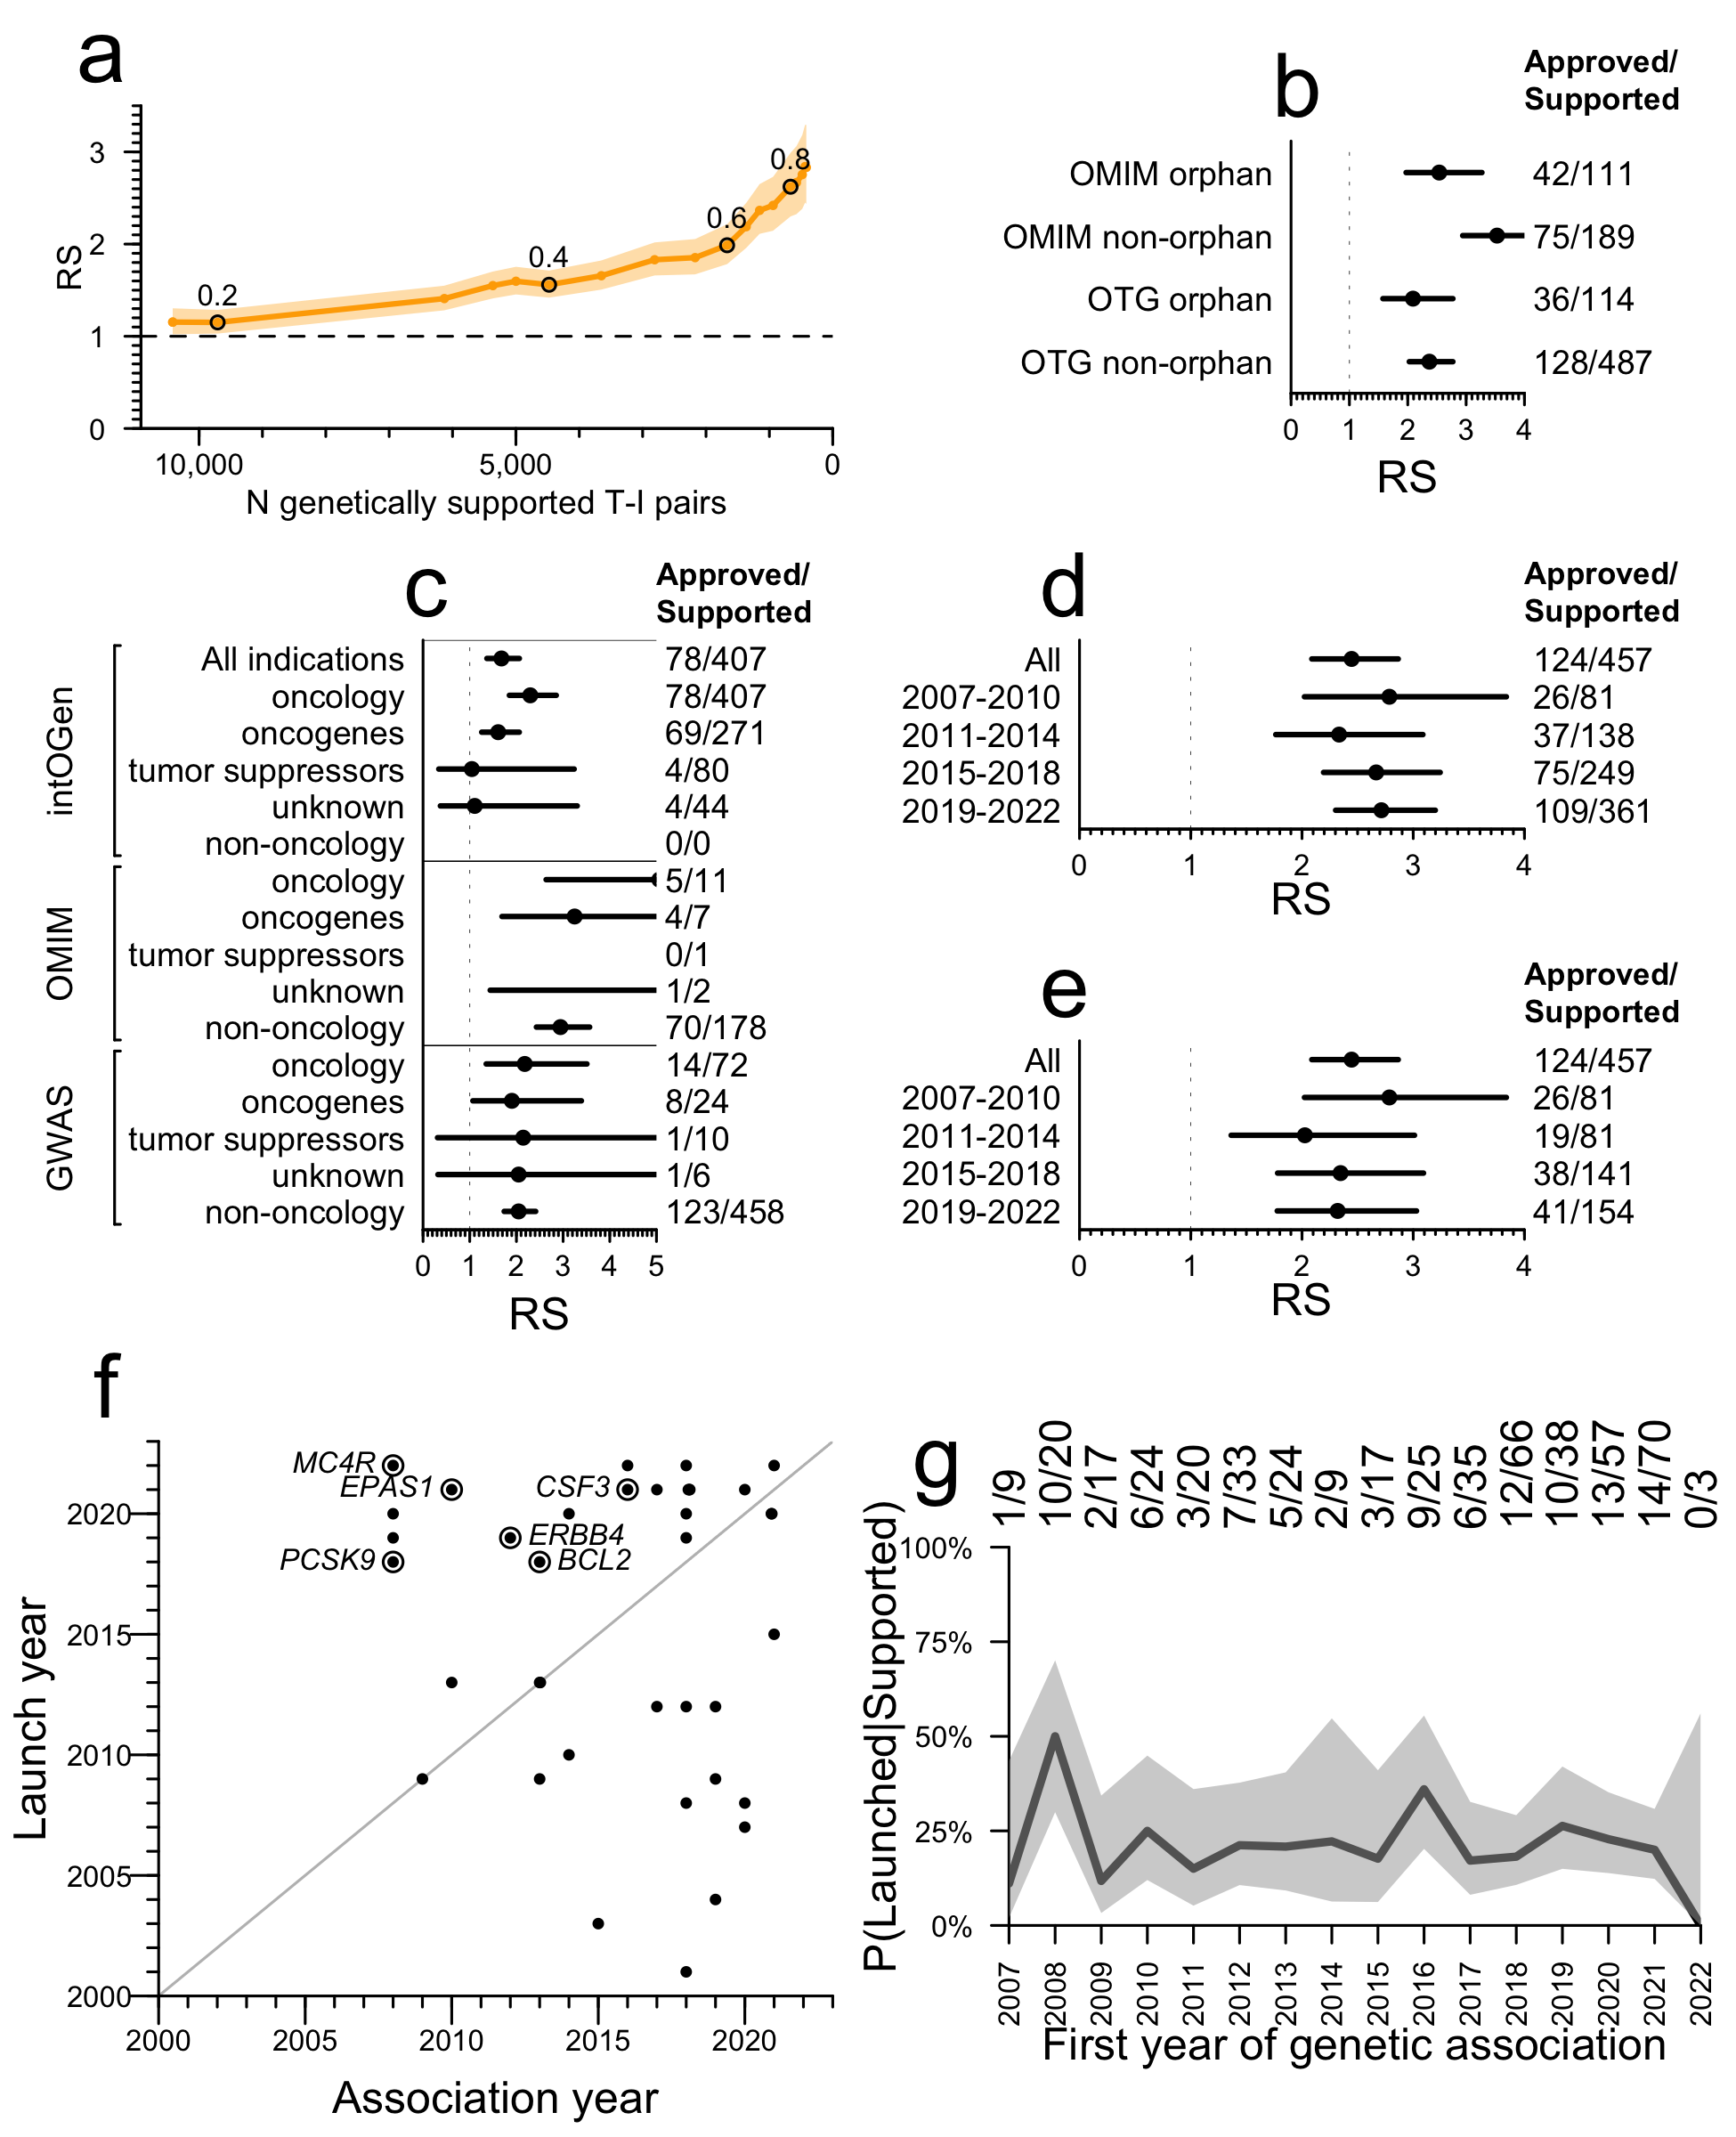 a
3
2
1
0
RS
0.2
0.4
0.6
0.8
10,000
5,000
0
N genetically supported T-I pairs
b
Approved/
Supported
OMIM orphan
42/111
OMIM non-orphan
75/189
OTG orphan
36/114
OTG non-orphan
128/487
0
1
2
3
4
RS
c
Approved/
Supported
intOGen
All indications
78/407
oncology
78/407
oncogenes
69/271
tumor suppressors
4/80
unknown
4/44
non-oncology
0/0
OMIM
oncology
5/11
oncogenes
4/7
tumor suppressors
0/1
unknown
1/2
non-oncology
70/178
GWAS
oncology
14/72
oncogenes
8/24
tumor suppressors
1/10
unknown
1/6
non-oncology
123/458
0
1
2
3
4
5
RS
d
Approved/
Supported
All
124/457
2007-2010
26/81
2011-2014
37/138
2015-2018
75/249
2019-2022
109/361
0
1
2
3
4
RS
e
Approved/
Supported
All
124/457
2007-2010
26/81
2011-2014
19/81
2015-2018
38/141
2019-2022
41/154
0
1
2
3
4
RS
f
Launch year
2020
2015
2010
2005
2000
MC4R
EPAS1
CSF3
ERBB4
PCSK9
BCL2
2000
2005
2010
2015
2020
Association year
g
1/9
10/20
2/17
6/24
3/20
7/33
5/24
2/9
3/17
9/25
6/35
12/66
10/38
13/57
14/70
0/3
P(Launched|Supported)
100%
75%
50%
25%
0%
2007
2008
2009
2010
2011
2012
2013
2014
2015
2016
2017
2018
2019
2020
2021
2022
First year of genetic association